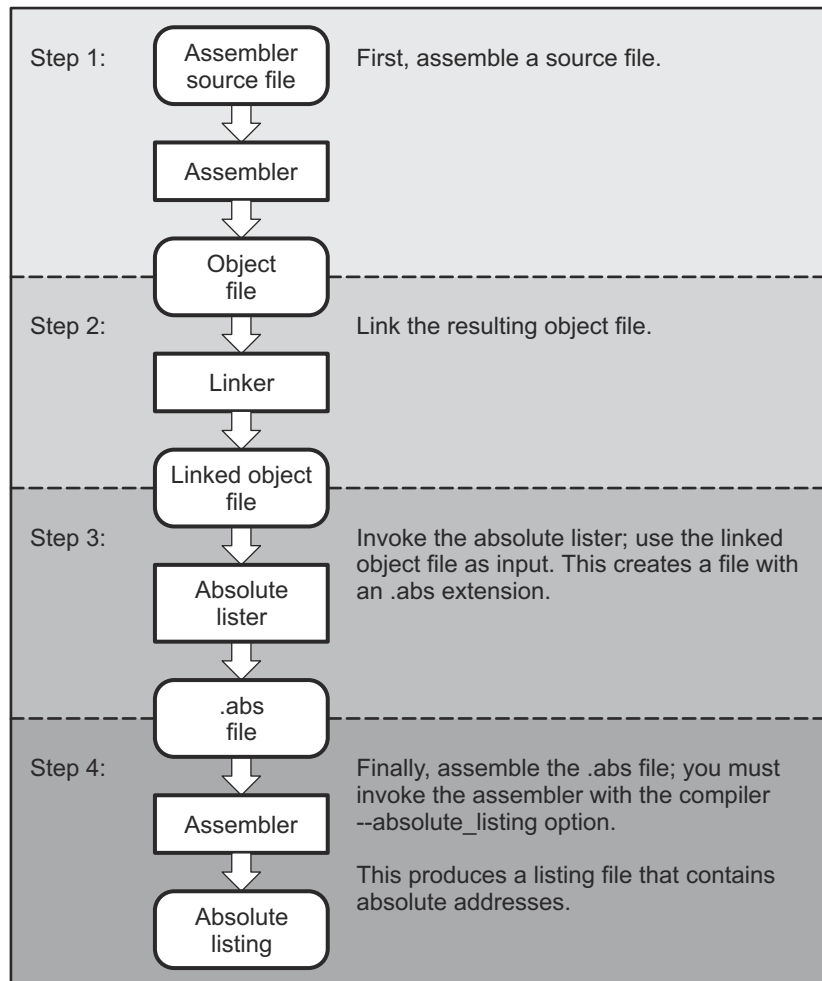 Step 1:
Assembler
source file
First, assemble a source file.
Assembler
Object
file
Step 2:
Link the resulting object file.
Linker
Linked object
file
Step 3:
Invoke the absolute lister; use the linked
object file as input. This creates a file with
an .abs extension.
Absolute
lister
.abs
file
Step 4:
Finally, assemble the .abs file; you must
invoke the assembler with the compiler
--absolute_listing option.
Assembler
This produces a listing file that contains
absolute addresses.
Absolute
listing